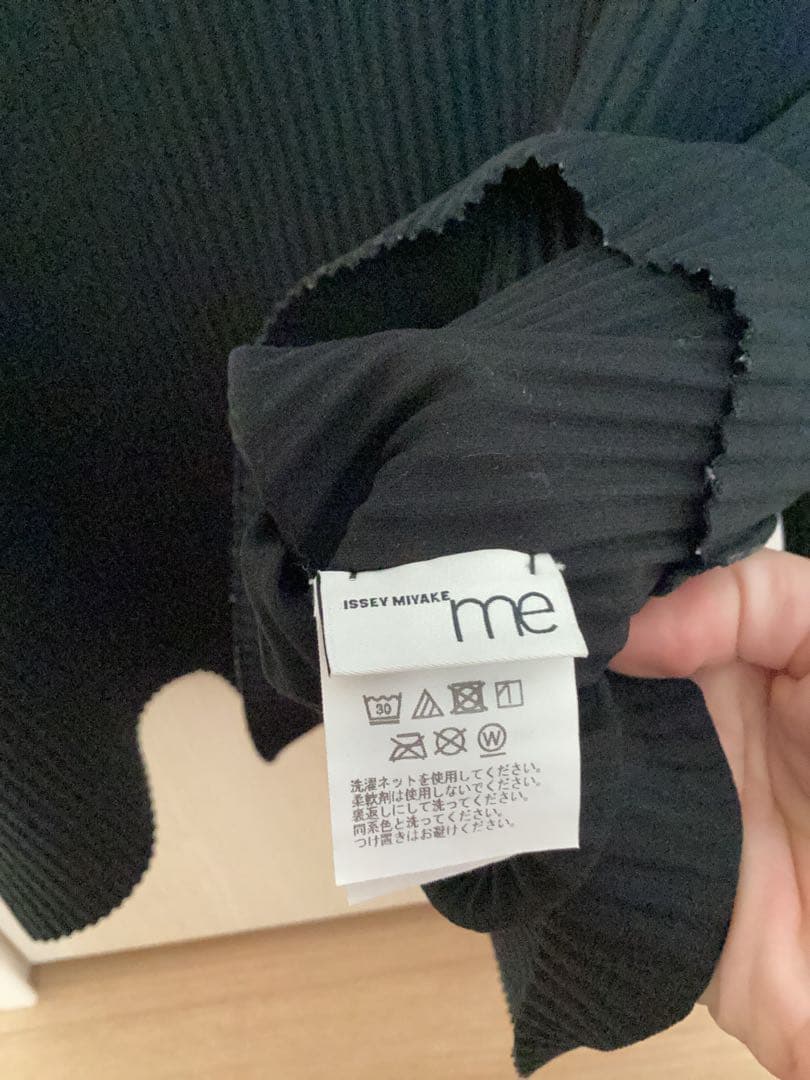 ISSEY MIYAKE me
30
W
洗濯ネットを使用してください。
柔軟剤は使用しないでください。
裏返しにして洗ってください。
同系色と洗ってください。
つけ置きはお避けください。